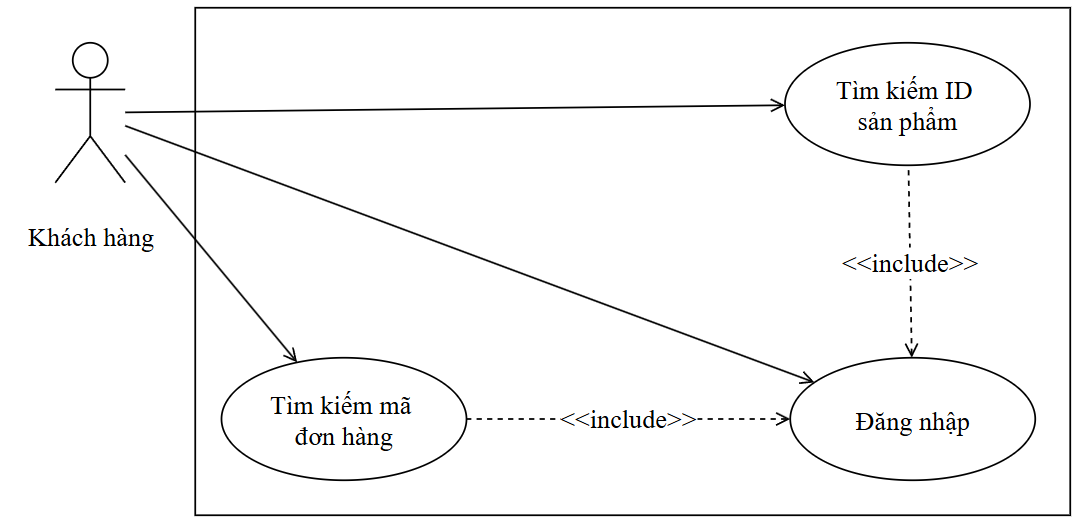 Tìm kiếm ID
sản phẩm
Khách hàng
<<include>>
Tìm kiếm mã
đơn hàng
<<include>>
Đăng nhập